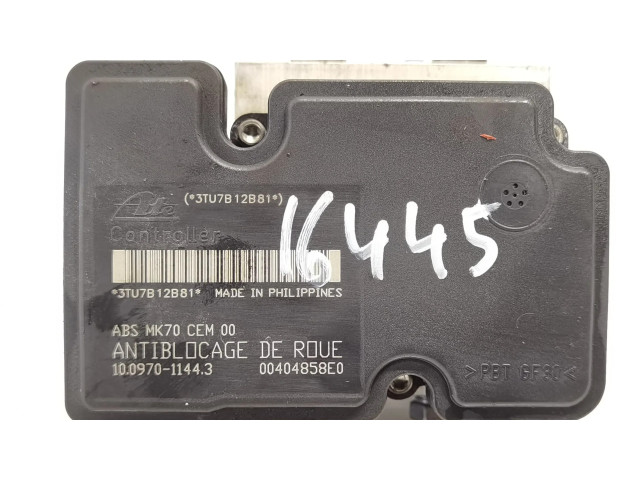 (*3TU7B12B81*)
Ate
Controller
16445
*3TU7B12B81* MADE IN PHILIPPINES
ABS MK70 CEM 00
ANTIBLOCAGE DE ROUE
10.0970-1144.3 00404858E0
>PBT GF30<